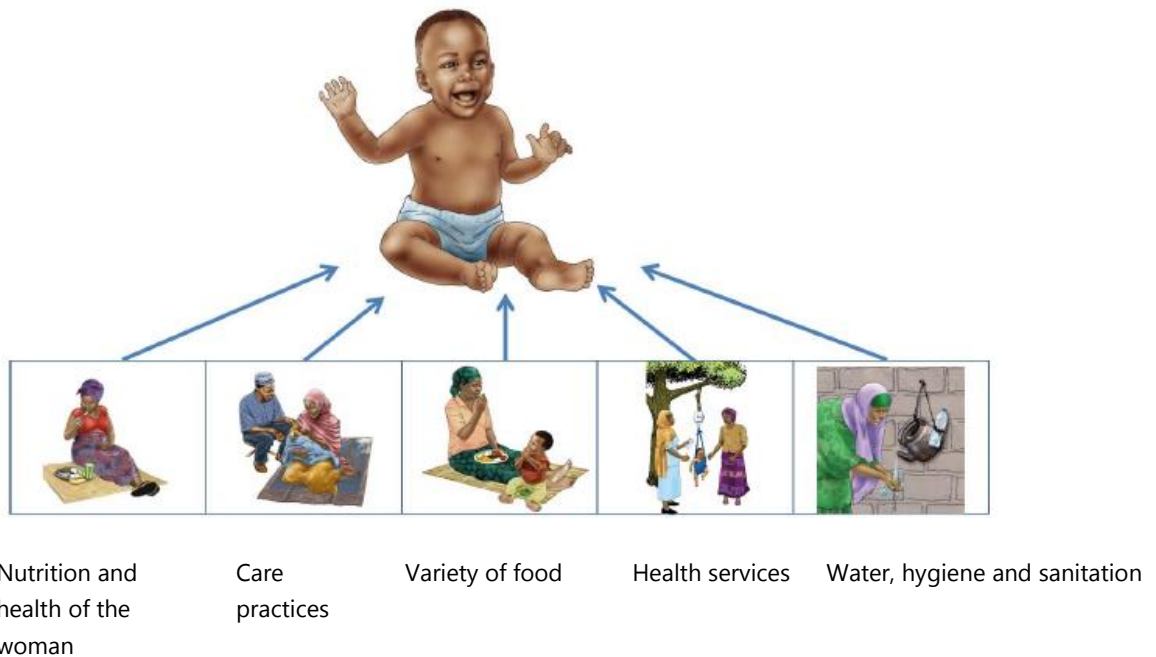 Nutrition and
health of the
woman
Care
practices
Variety of food
Health services
Water, hygiene and sanitation